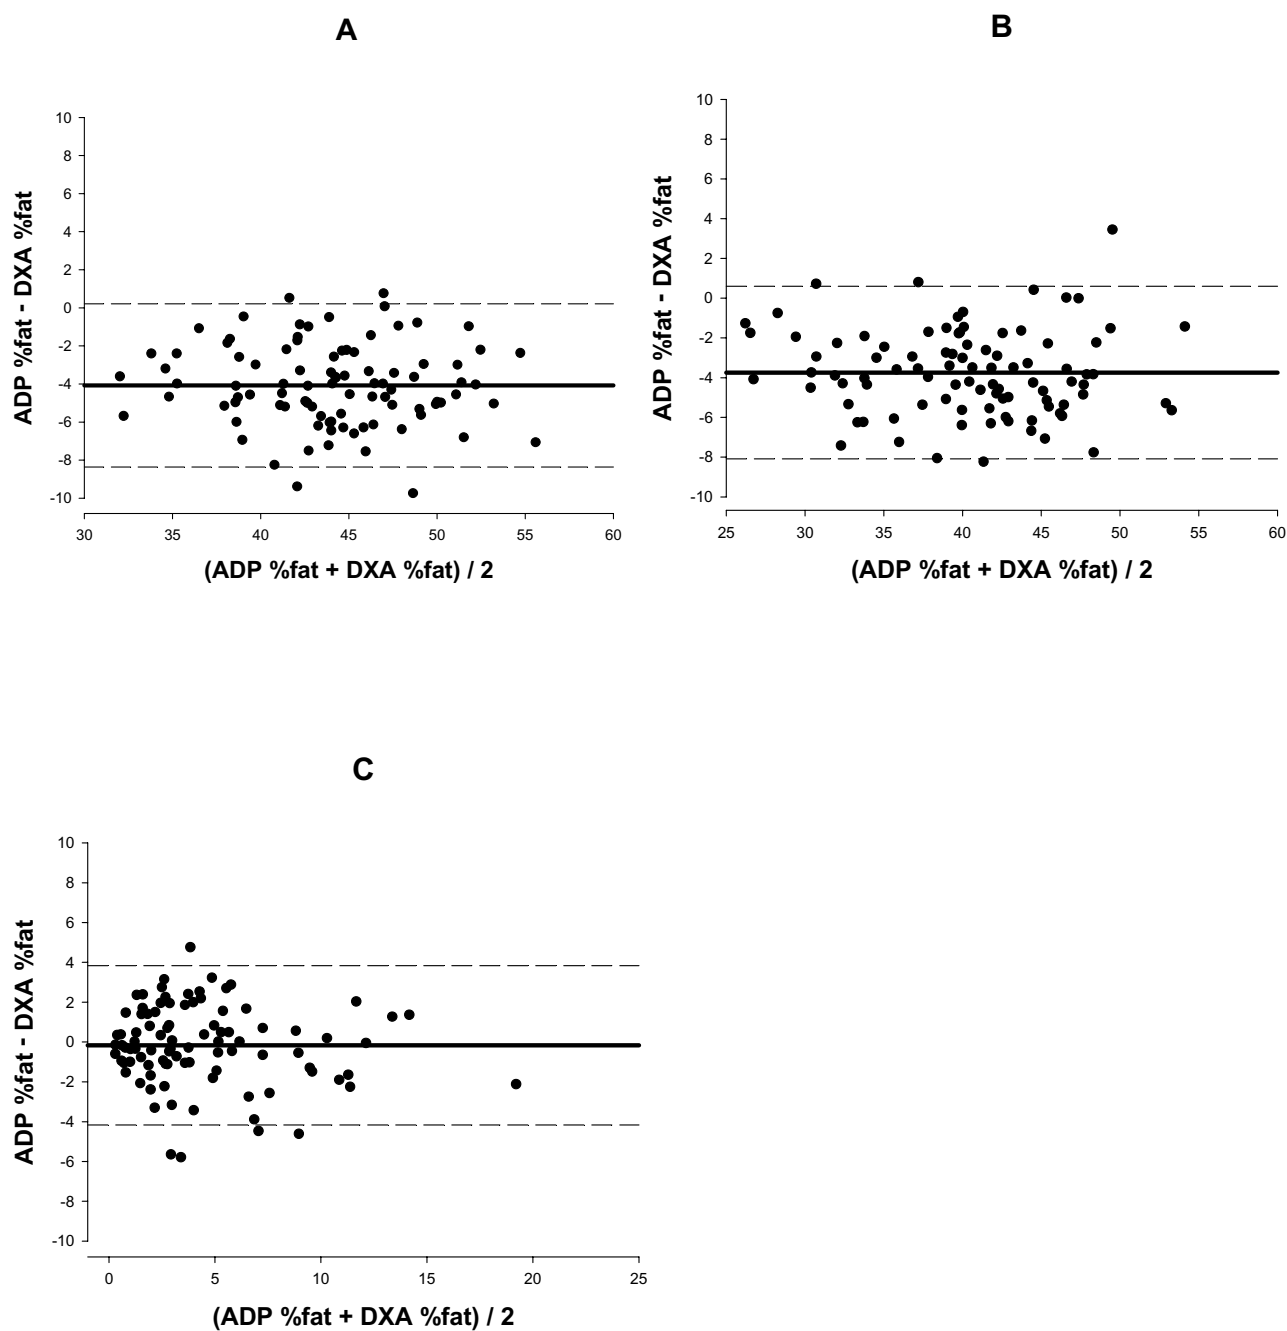 A
10
8
6
4
2
0
-2
-4
-6
-8
-10
ADP %fat - DXA %fat
30 35 40 45 50 55 60
(ADP %fat + DXA %fat) / 2
B
10
8
6
4
2
0
-2
-4
-6
-8
-10
ADP %fat - DXA %fat
25 30 35 40 45 50 55 60
(ADP %fat + DXA %fat) / 2
C
10
8
6
4
2
0
-2
-4
-6
-8
-10
ADP %fat - DXA %fat
0 5 10 15 20 25
(ADP %fat + DXA %fat) / 2